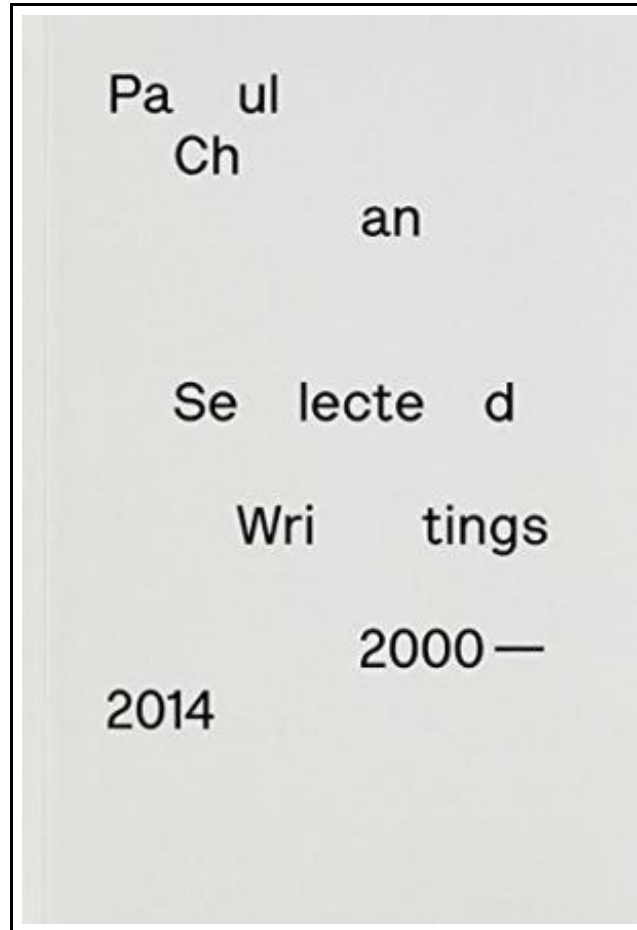 Pa ul
Ch
an
Se lecte d
Wri tings
2000—
2014